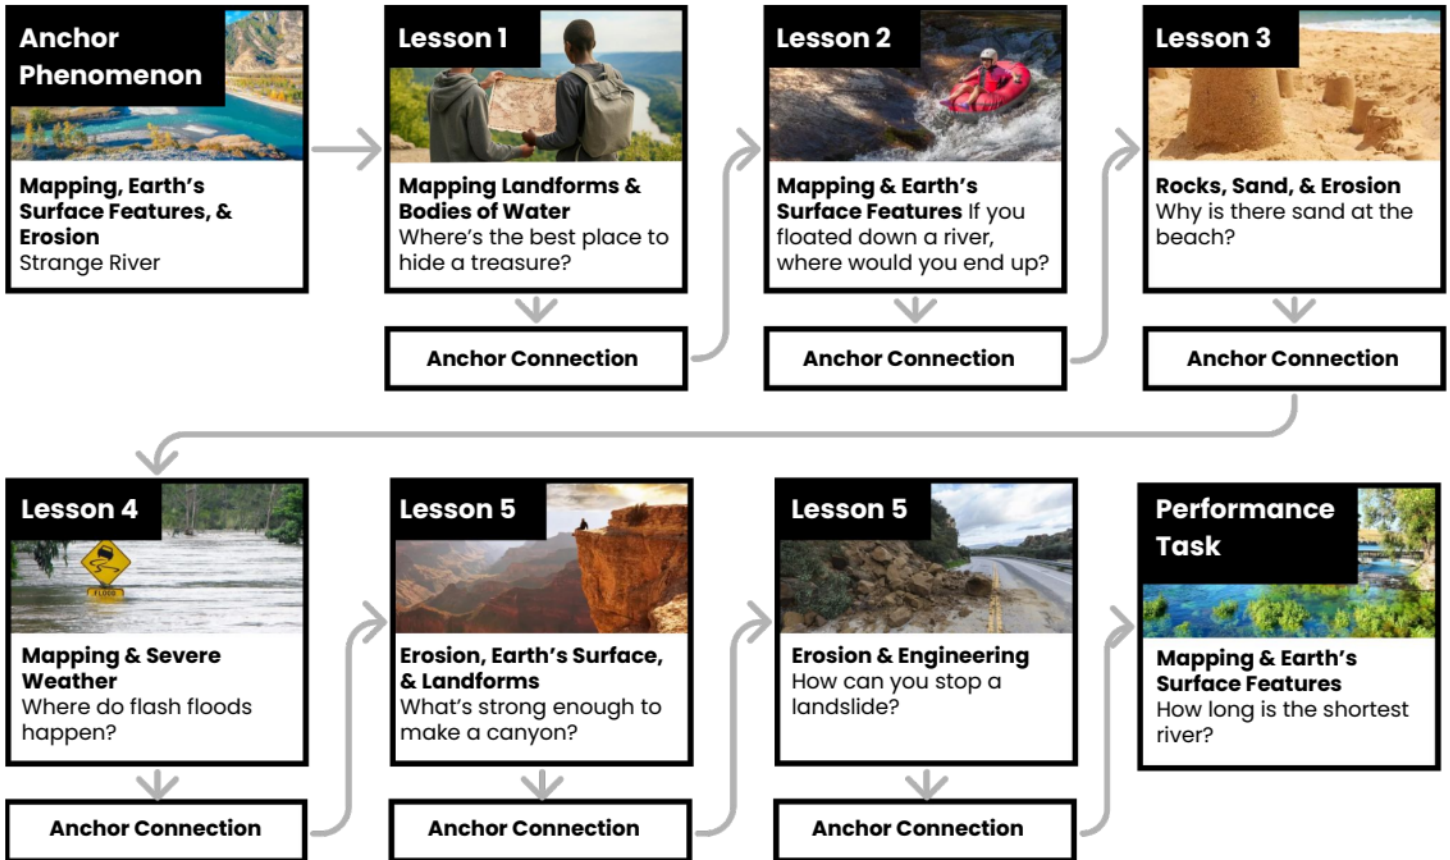 Anchor
Phenomenon
Mapping, Earth's
Surface Features, &
Erosion
Strange River
Lesson 1
Mapping Landforms &
Bodies of Water
Where's the best place to
hide a treasure?
Anchor Connection
Lesson 2
Mapping & Earth's
Surface Features If you
floated down a river,
where would you end up?
Anchor Connection
Lesson 3
Rocks, Sand, & Erosion
Why is there sand at the
beach?
Anchor Connection
Lesson 4
FLOOD
Mapping & Severe
Weather
Where do flash floods
happen?
Anchor Connection
Lesson 5
Erosion, Earth's Surface,
& Landforms
What's strong enough to
make a canyon?
Anchor Connection
Lesson 5
Erosion & Engineering
How can you stop a
landslide?
Anchor Connection
Performance
Task
Mapping & Earth's
Surface Features
How long is the shortest
river?